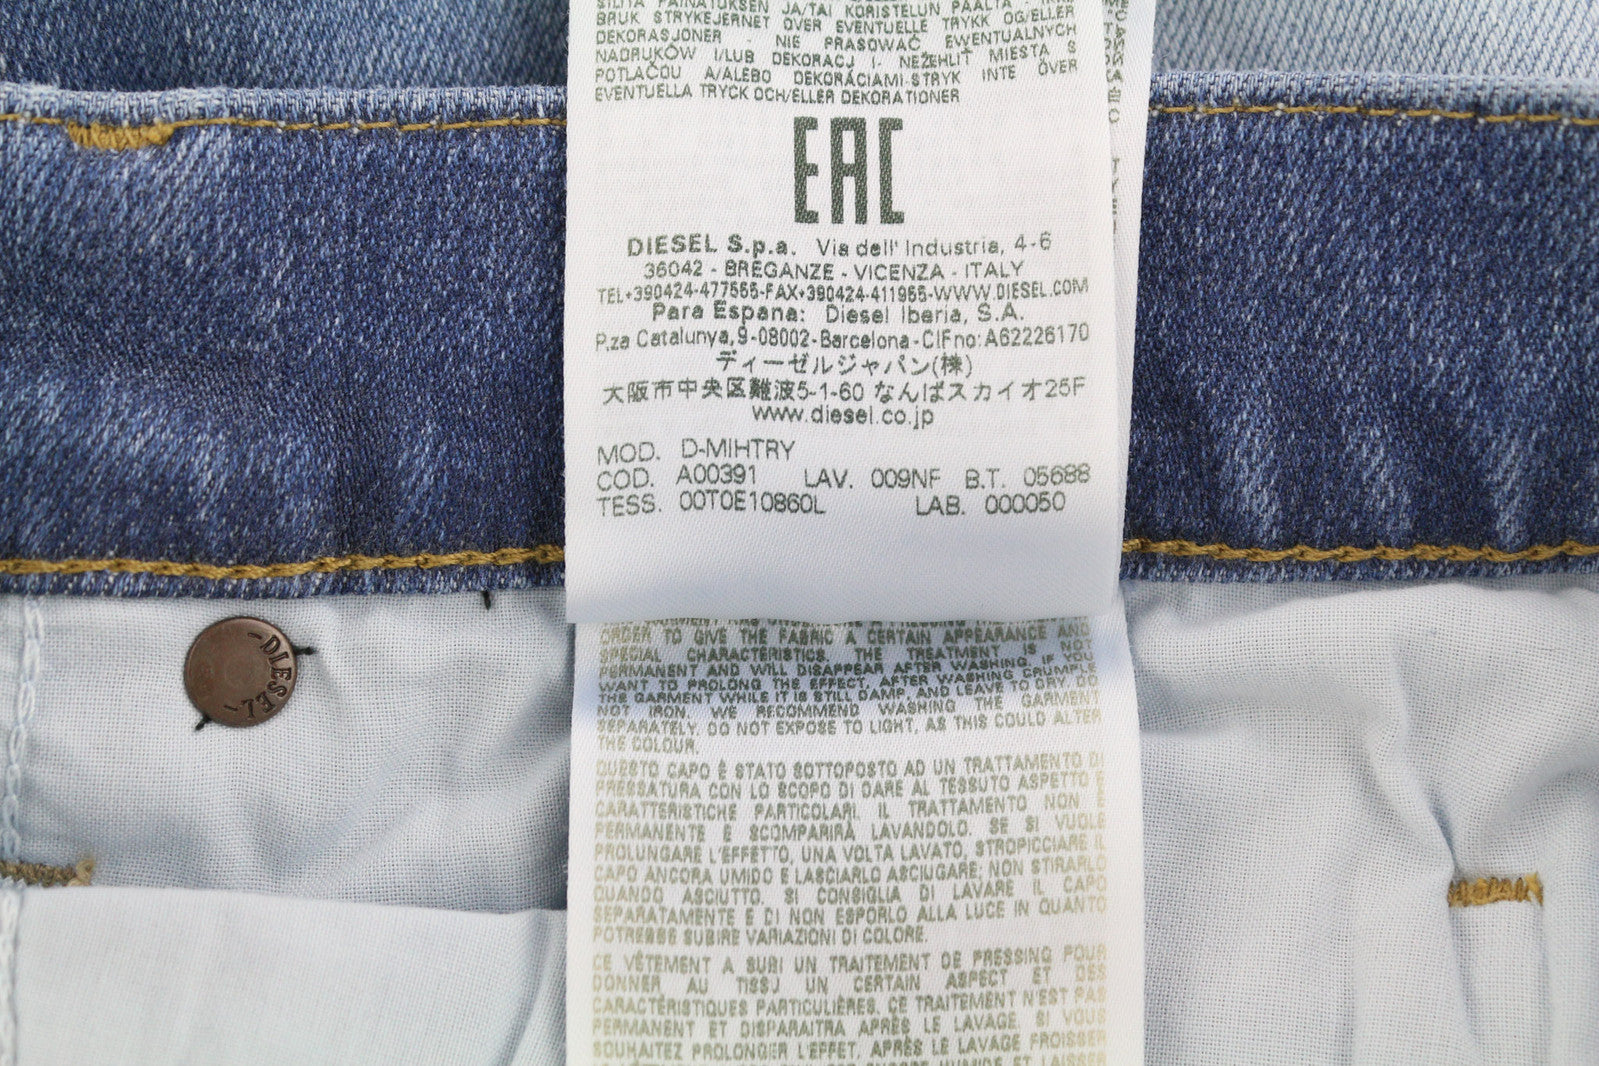 SILITÄ PAINATUKSEN JA/TAI KORISTELUN PÄÄLTÄ
BRUK STRYKEJERNET OVER EVENTUELLE TRYKK OG/ELLER
DEKORASJONER - NIE PRASOWAĆ EWENTUALNYCH
NADRUKÓW I/LUB DEKORACJ I- NEŽEHLIT MIESTA S
POTLAČOU A/ALEBO DEKORÁCIAMI-STRYK INTE ÖVER
EVENTUELLA TRYCK OCH/ELLER DEKORATIONER
EAC
DIESEL S.p.a. Via dell' Industria, 4-6
36042 - BREGANZE - VICENZA - ITALY
TEL+390424-477555-FAX+390424-411955-WWW.DIESEL.COM
Para Espana: Diesel Iberia, S.A.
P.za Catalunya,9-08002-Barcelona-CIFno:A62226170
ディーゼルジャパン(株)
大阪市中央区難波5-1-60 なんばスカイオ25F
www.diesel.co.jp
MOD. D-MIHTRY
COD. A00391 LAV. 009NF B.T. 05688
TESS. 00T0E10860L LAB. 000050
-DIESEL-
ORDER TO GIVE THE FABRIC A CERTAIN APPEARANCE AND
SPECIAL CHARACTERISTICS. THE TREATMENT IS NOT
PERMANENT AND WILL DISAPPEAR AFTER WASHING. IF YOU
WANT TO PROLONG THE EFFECT, AFTER WASHING CRUMPLE
THE GARMENT WHILE IT IS STILL DAMP, AND LEAVE TO DRY. DO
NOT IRON. WE RECOMMEND WASHING THE GARMENT
SEPARATELY. DO NOT EXPOSE TO LIGHT, AS THIS COULD ALTER
THE COLOUR.
QUESTO CAPO È STATO SOTTOPOSTO AD UN TRATTAMENTO DI
PRESSATURA CON LO SCOPO DI DARE AL TESSUTO ASPETTO E
CARATTERISTICHE PARTICOLARI. IL TRATTAMENTO NON È
PERMANENTE E SCOMPARIRÀ LAVANDOLO. SE SI VUOLE
PROLUNGARE L'EFFETTO, UNA VOLTA LAVATO, STROPICCIARE IL
CAPO ANCORA UMIDO E LASCIARLO ASCIUGARE; NON STIRARLO
QUANDO ASCIUTTO. SI CONSIGLIA DI LAVARE IL CAPO
SEPARATAMENTE E DI NON ESPORLO ALLA LUCE IN QUANTO
POTREBBE SUBIRE VARIAZIONI DI COLORE.
CE VÊTEMENT A SUBI UN TRAITEMENT DE PRESSING POUR
DONNER AU TISSU UN CERTAIN ASPECT ET DES
CARACTÉRISTIQUES PARTICULIÈRES. CE TRAITEMENT N'EST PAS
PERMANENT ET DISPARAITRA APRÈS LE LAVAGE. SI VOUS
SOUHAITEZ PROLONGER L'EFFET, APRÈS LE LAVAGE FROISSER
LE VÊTEMENT ENCORE HUMIDE ET LAISSER